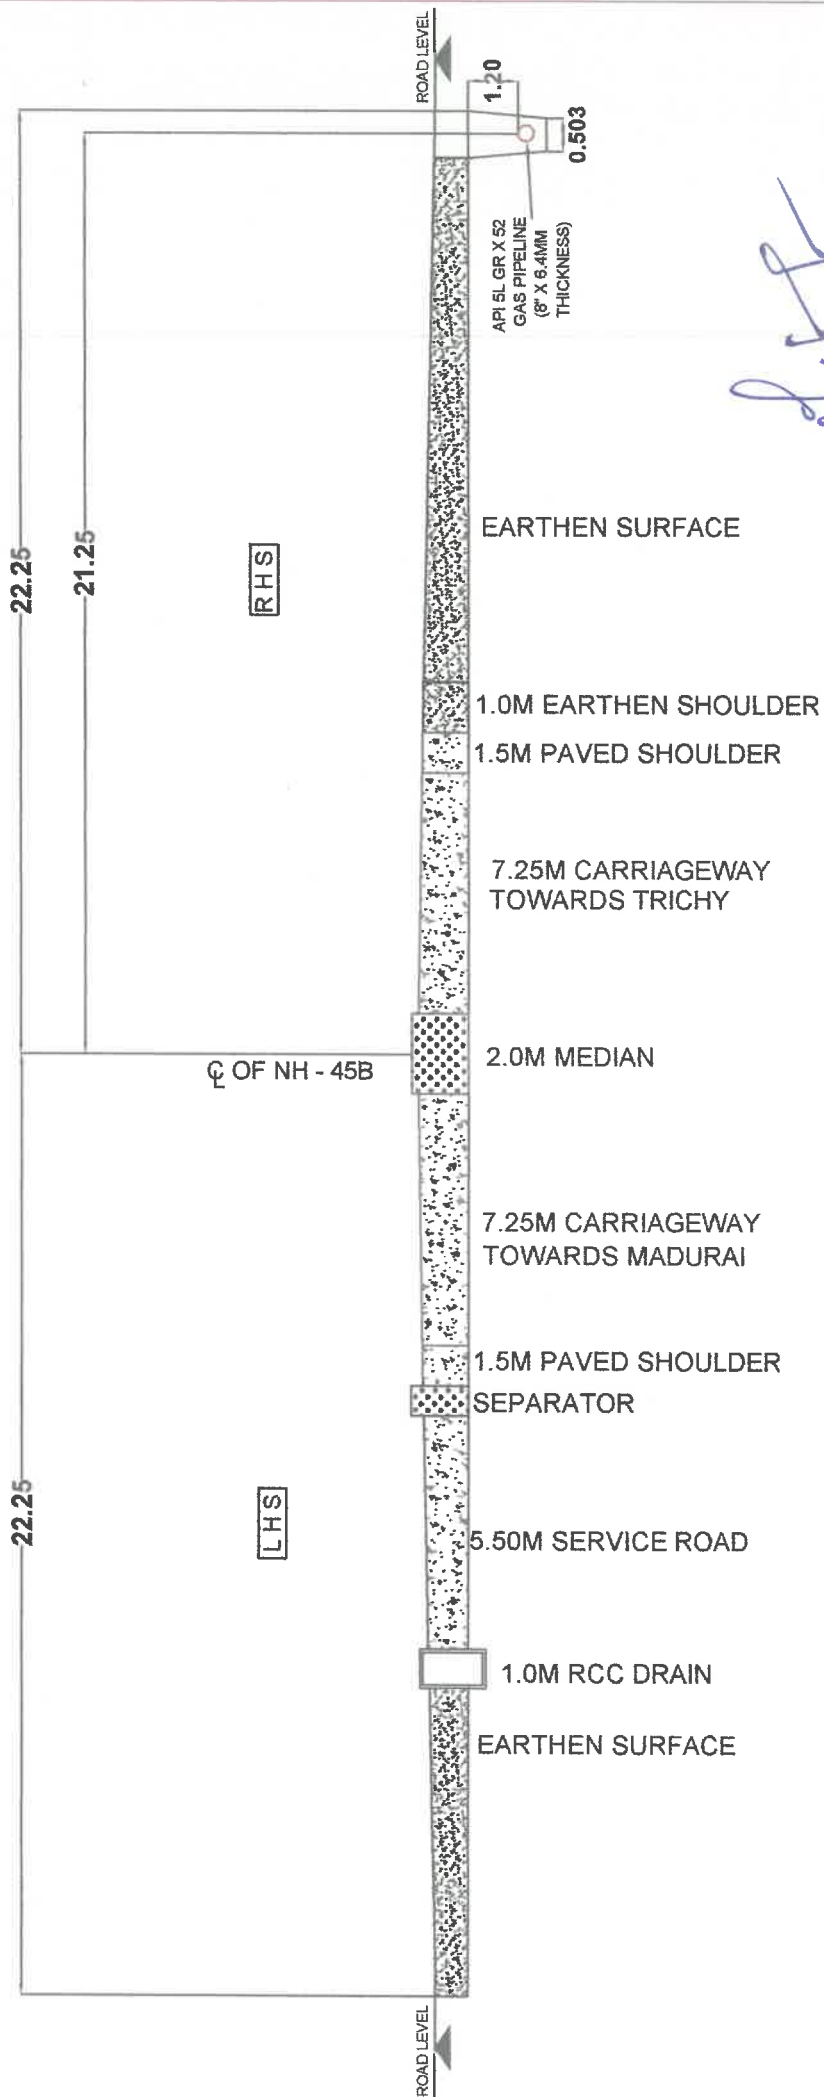 ROAD LEVEL
1.20
0.503
22.25
21.25
API 5L GR X 52
GAS PIPELINE
(8" X 6.4MM
THICKNESS)
RHS
EARTHEN SURFACE
1.0M EARTHEN SHOULDER
1.5M PAVED SHOULDER
7.25M CARRIAGEWAY
TOWARDS TRICHY
℄ OF NH - 45B
2.0M MEDIAN
7.25M CARRIAGEWAY
TOWARDS MADURAI
1.5M PAVED SHOULDER
SEPARATOR
22.25
LHS
5.50M SERVICE ROAD
1.0M RCC DRAIN
EARTHEN SURFACE
ROAD LEVEL